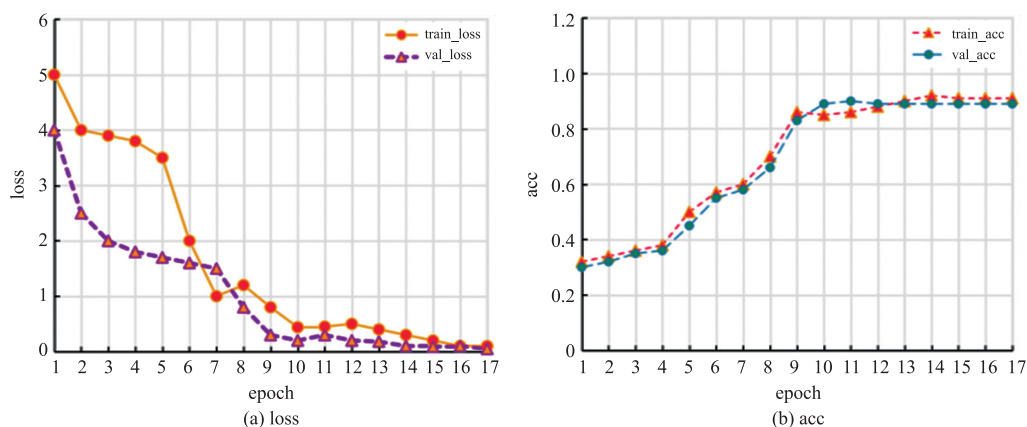 6
5
4
3
2
1
0
loss
train_loss
val_loss
1 2 3 4 5 6 7 8 9 10 11 12 13 14 15 16 17
epoch
(a) loss
1.2
1.0
0.8
0.6
0.4
0.2
0
acc
train_acc
val_acc
1 2 3 4 5 6 7 8 9 10 11 12 13 14 15 16 17
epoch
(b) acc